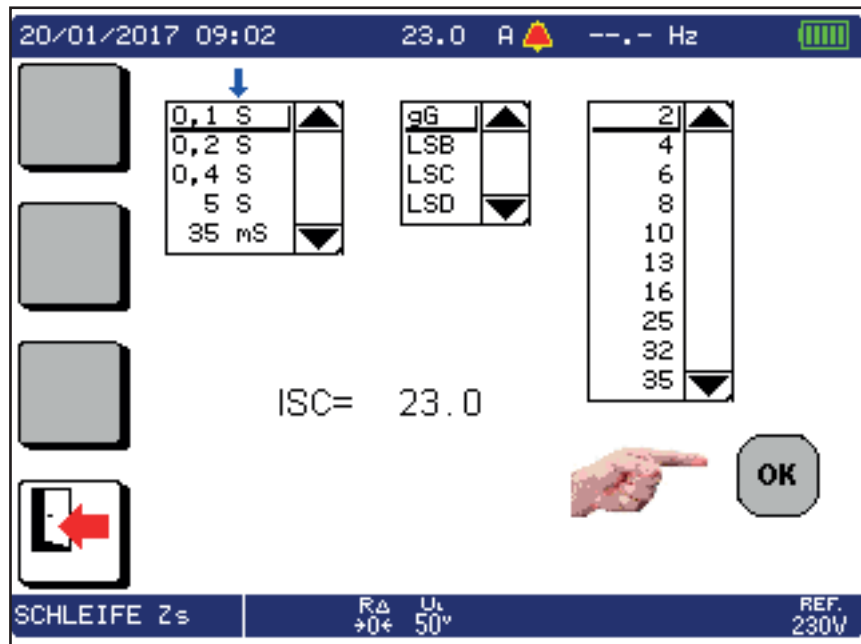 20/01/2017 09:02 23.0 A --.- Hz
0,1 S
0,2 S
0,4 S
5 S
35 mS
gG
LSB
LSC
LSD
2
4
6
8
10
13
16
25
32
35
ISC= 23.0
OK
SCHLEIFE Zs
RΔ
→0←
UL
50V
REF.
230V